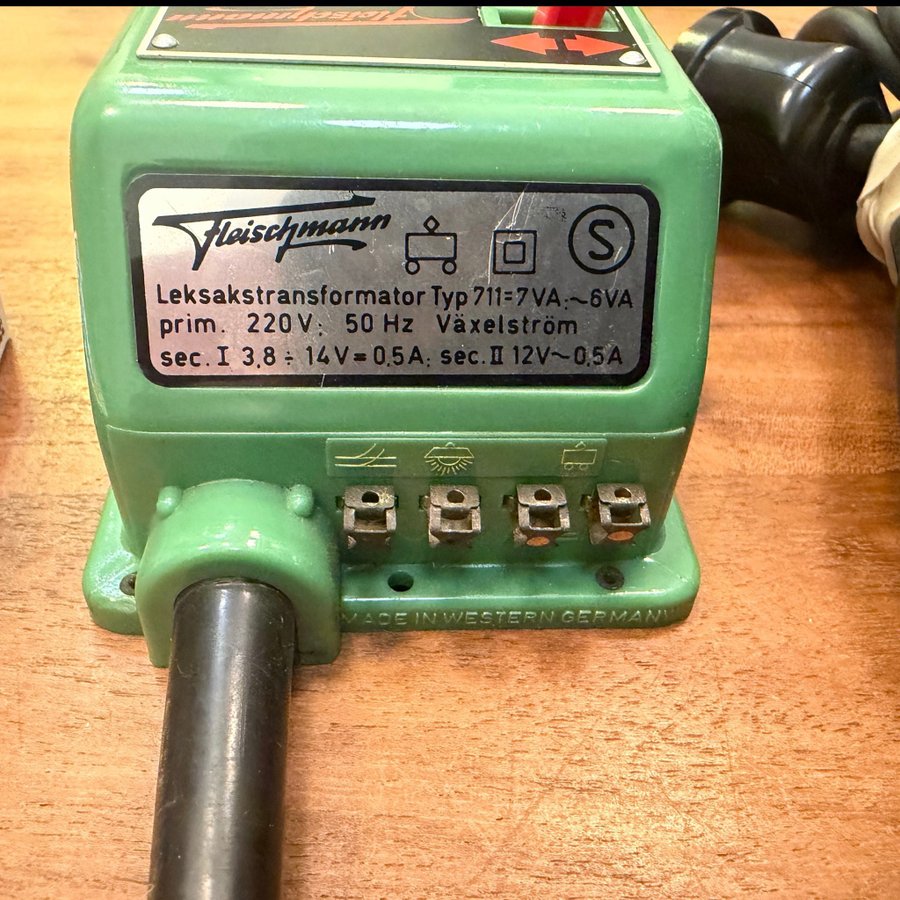 Fleischmann
Fleischmann
S
Leksakstransformator Typ 711=7VA:~6VA
prim. 220V; 50 Hz Växelström
sec. I 3,8 ÷ 14V=0,5A; sec. II 12V~0,5A
MADE IN WESTERN GERMANY